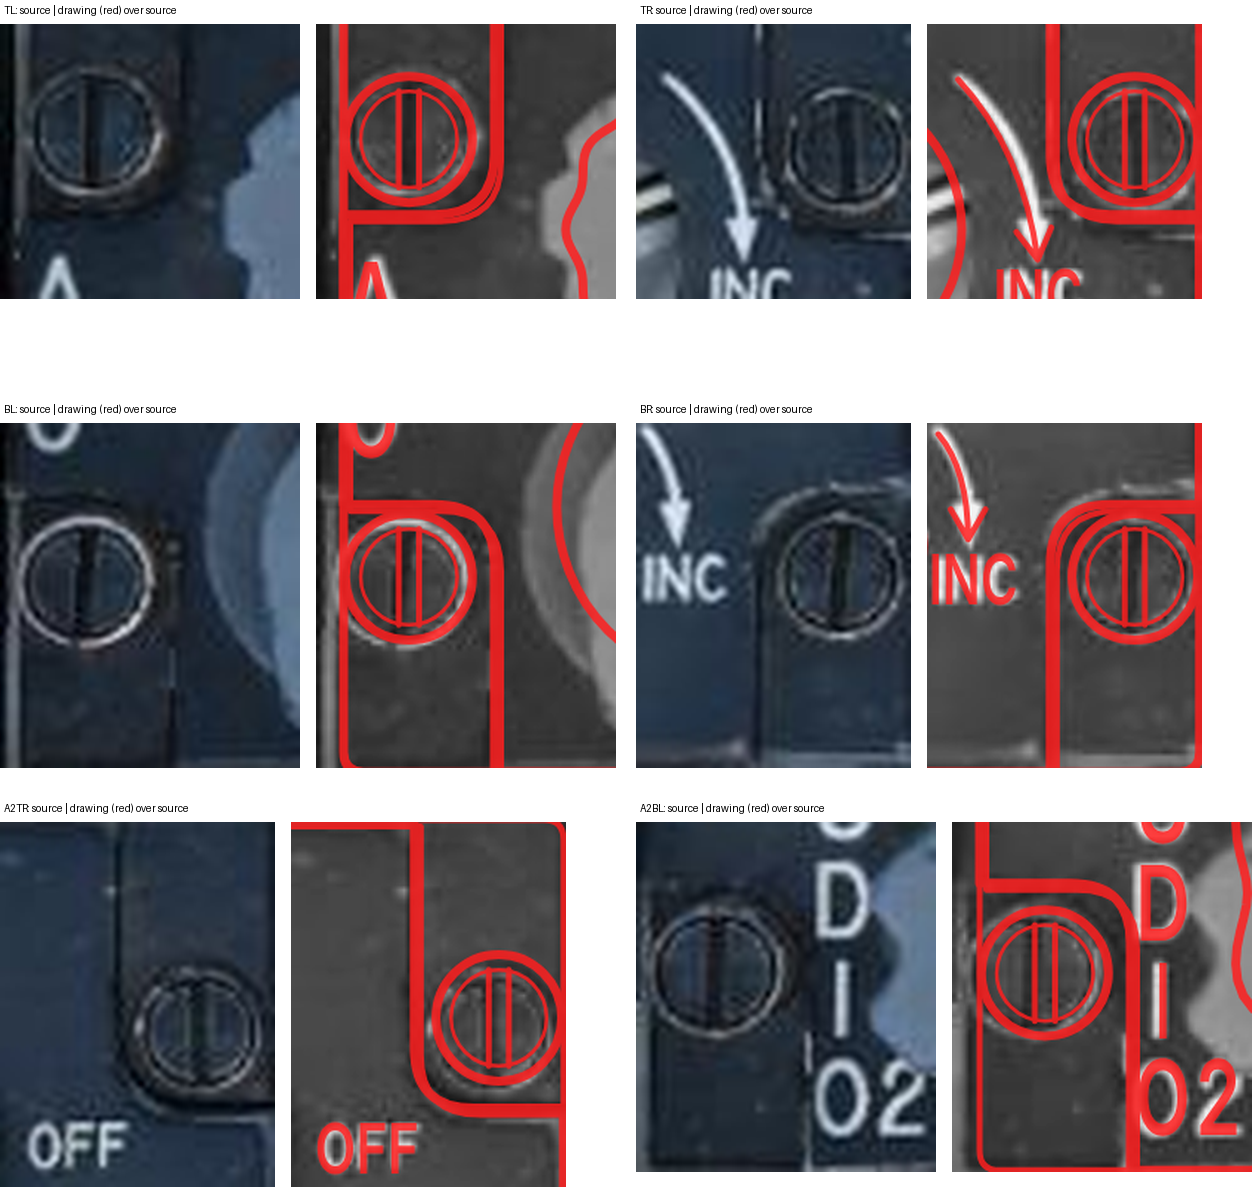 TL: source | drawing (red) over source
TR: source | drawing (red) over source
A
A
INC
INC
BL: source | drawing (red) over source
BR: source | drawing (red) over source
INC
INC
A2TR: source | drawing (red) over source
A2BL: source | drawing (red) over source
OFF
OFF
D
I
O2
D
I
O2